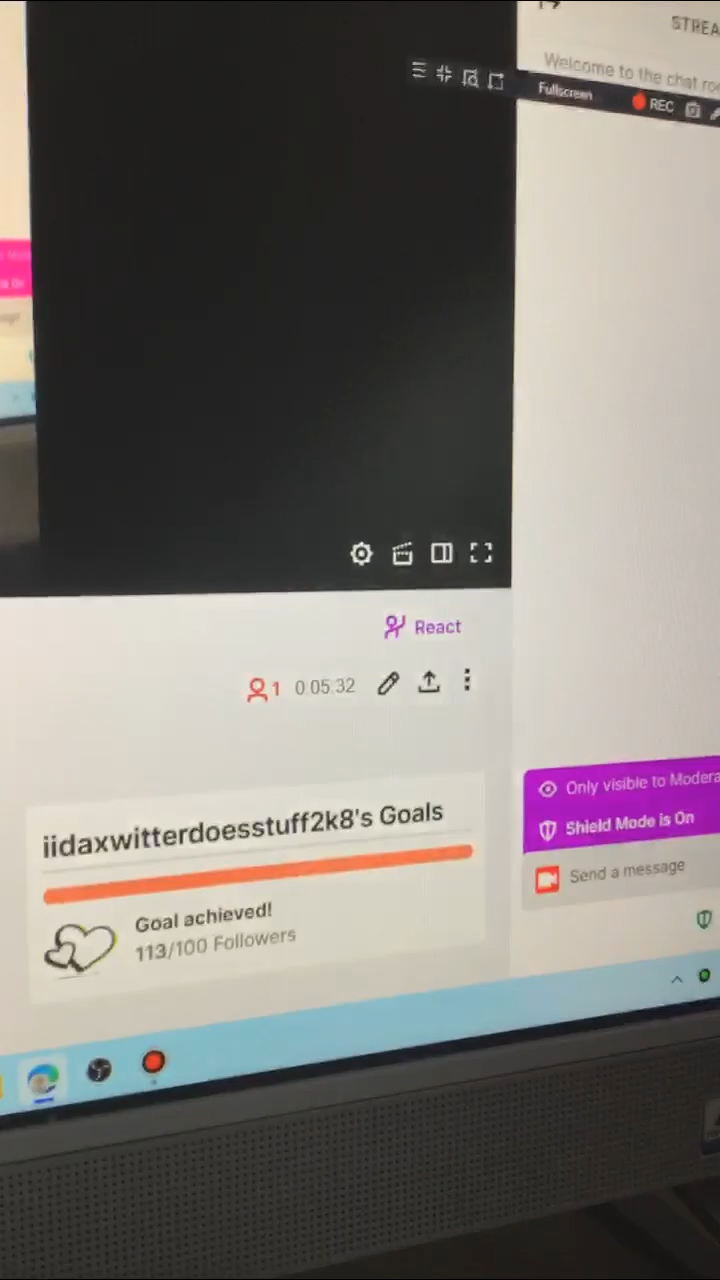 STREA
Welcome to the chat roo
Fullscreen
REC
React
1 0:05:32
iidaxwitterdoesstuff2k8's Goals
Goal achieved!
113/100 Followers
Only visible to Modera
Shield Mode is On
Send a message